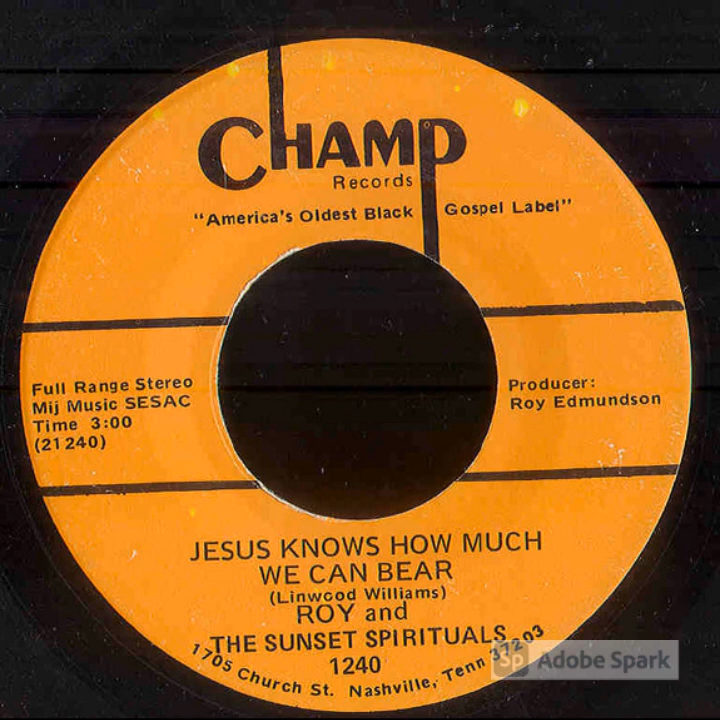 CHAMP
Records
"America's Oldest Black Gospel Label"
Full Range Stereo
Mij Music SESAC
Time 3:00
(21240)
Producer:
Roy Edmundson
JESUS KNOWS HOW MUCH
WE CAN BEAR
(Linwood Williams)
ROY and
THE SUNSET SPIRITUALS
1240
1705 Church St. Nashville, Tenn 37203
Sp Adobe Spark